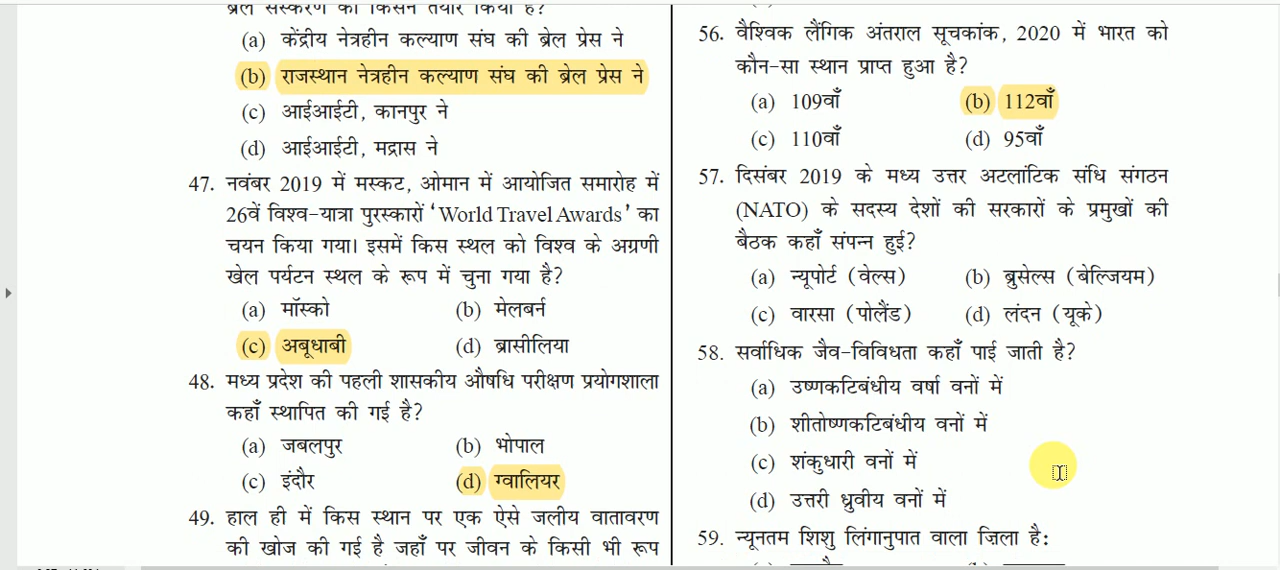 ब्रेल संस्करण को किसने तैयार किया है?
(a) केंद्रीय नेत्रहीन कल्याण संघ की ब्रेल प्रेस ने
(b) राजस्थान नेत्रहीन कल्याण संघ की ब्रेल प्रेस ने
(c) आईआईटी, कानपुर ने
(d) आईआईटी, मद्रास ने
47. नवंबर 2019 में मस्कट, ओमान में आयोजित समारोह में
26वें विश्व-यात्रा पुरस्कारों ‘World Travel Awards’ का
चयन किया गया। इसमें किस स्थल को विश्व के अग्रणी
खेल पर्यटन स्थल के रूप में चुना गया है?
(a) मॉस्को (b) मेलबर्न
(c) अबूधाबी (d) ब्रासीलिया
48. मध्य प्रदेश की पहली शासकीय औषधि परीक्षण प्रयोगशाला
कहाँ स्थापित की गई है?
(a) जबलपुर (b) भोपाल
(c) इंदौर (d) ग्वालियर
49. हाल ही में किस स्थान पर एक ऐसे जलीय वातावरण
की खोज की गई है जहाँ पर जीवन के किसी भी रूप
56. वैश्विक लैंगिक अंतराल सूचकांक, 2020 में भारत को
कौन-सा स्थान प्राप्त हुआ है?
(a) 109वाँ (b) 112वाँ
(c) 110वाँ (d) 95वाँ
57. दिसंबर 2019 के मध्य उत्तर अटलांटिक संधि संगठन
(NATO) के सदस्य देशों की सरकारों के प्रमुखों की
बैठक कहाँ संपन्न हुई?
(a) न्यूपोर्ट (वेल्स) (b) ब्रुसेल्स (बेल्जियम)
(c) वारसा (पोलैंड) (d) लंदन (यूके)
58. सर्वाधिक जैव-विविधता कहाँ पाई जाती है?
(a) उष्णकटिबंधीय वर्षा वनों में
(b) शीतोष्णकटिबंधीय वनों में
(c) शंकुधारी वनों में
(d) उत्तरी ध्रुवीय वनों में
59. न्यूनतम शिशु लिंगानुपात वाला ज़िला है: